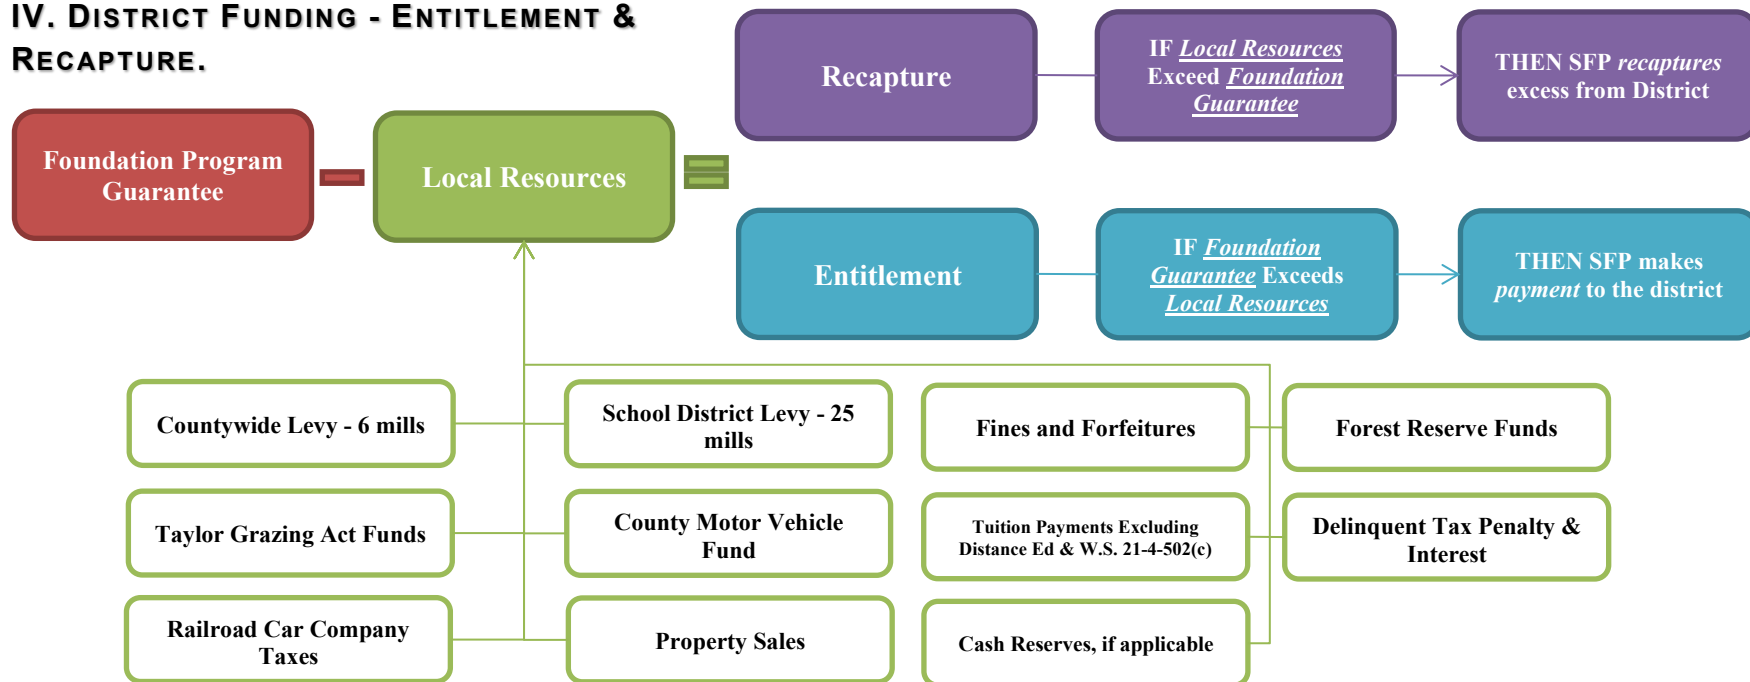 IV. DISTRICT FUNDING - ENTITLEMENT &
RECAPTURE.
Foundation Program
Guarantee
Local Resources
Recapture
IF Local Resources
Exceed Foundation
Guarantee
THEN SFP recaptures
excess from District
Entitlement
IF Foundation
Guarantee Exceeds
Local Resources
THEN SFP makes
payment to the district
Countywide Levy - 6 mills
School District Levy - 25
mills
Fines and Forfeitures
Forest Reserve Funds
Taylor Grazing Act Funds
County Motor Vehicle
Fund
Tuition Payments Excluding
Distance Ed & W.S. 21-4-502(c)
Delinquent Tax Penalty &
Interest
Railroad Car Company
Taxes
Property Sales
Cash Reserves, if applicable